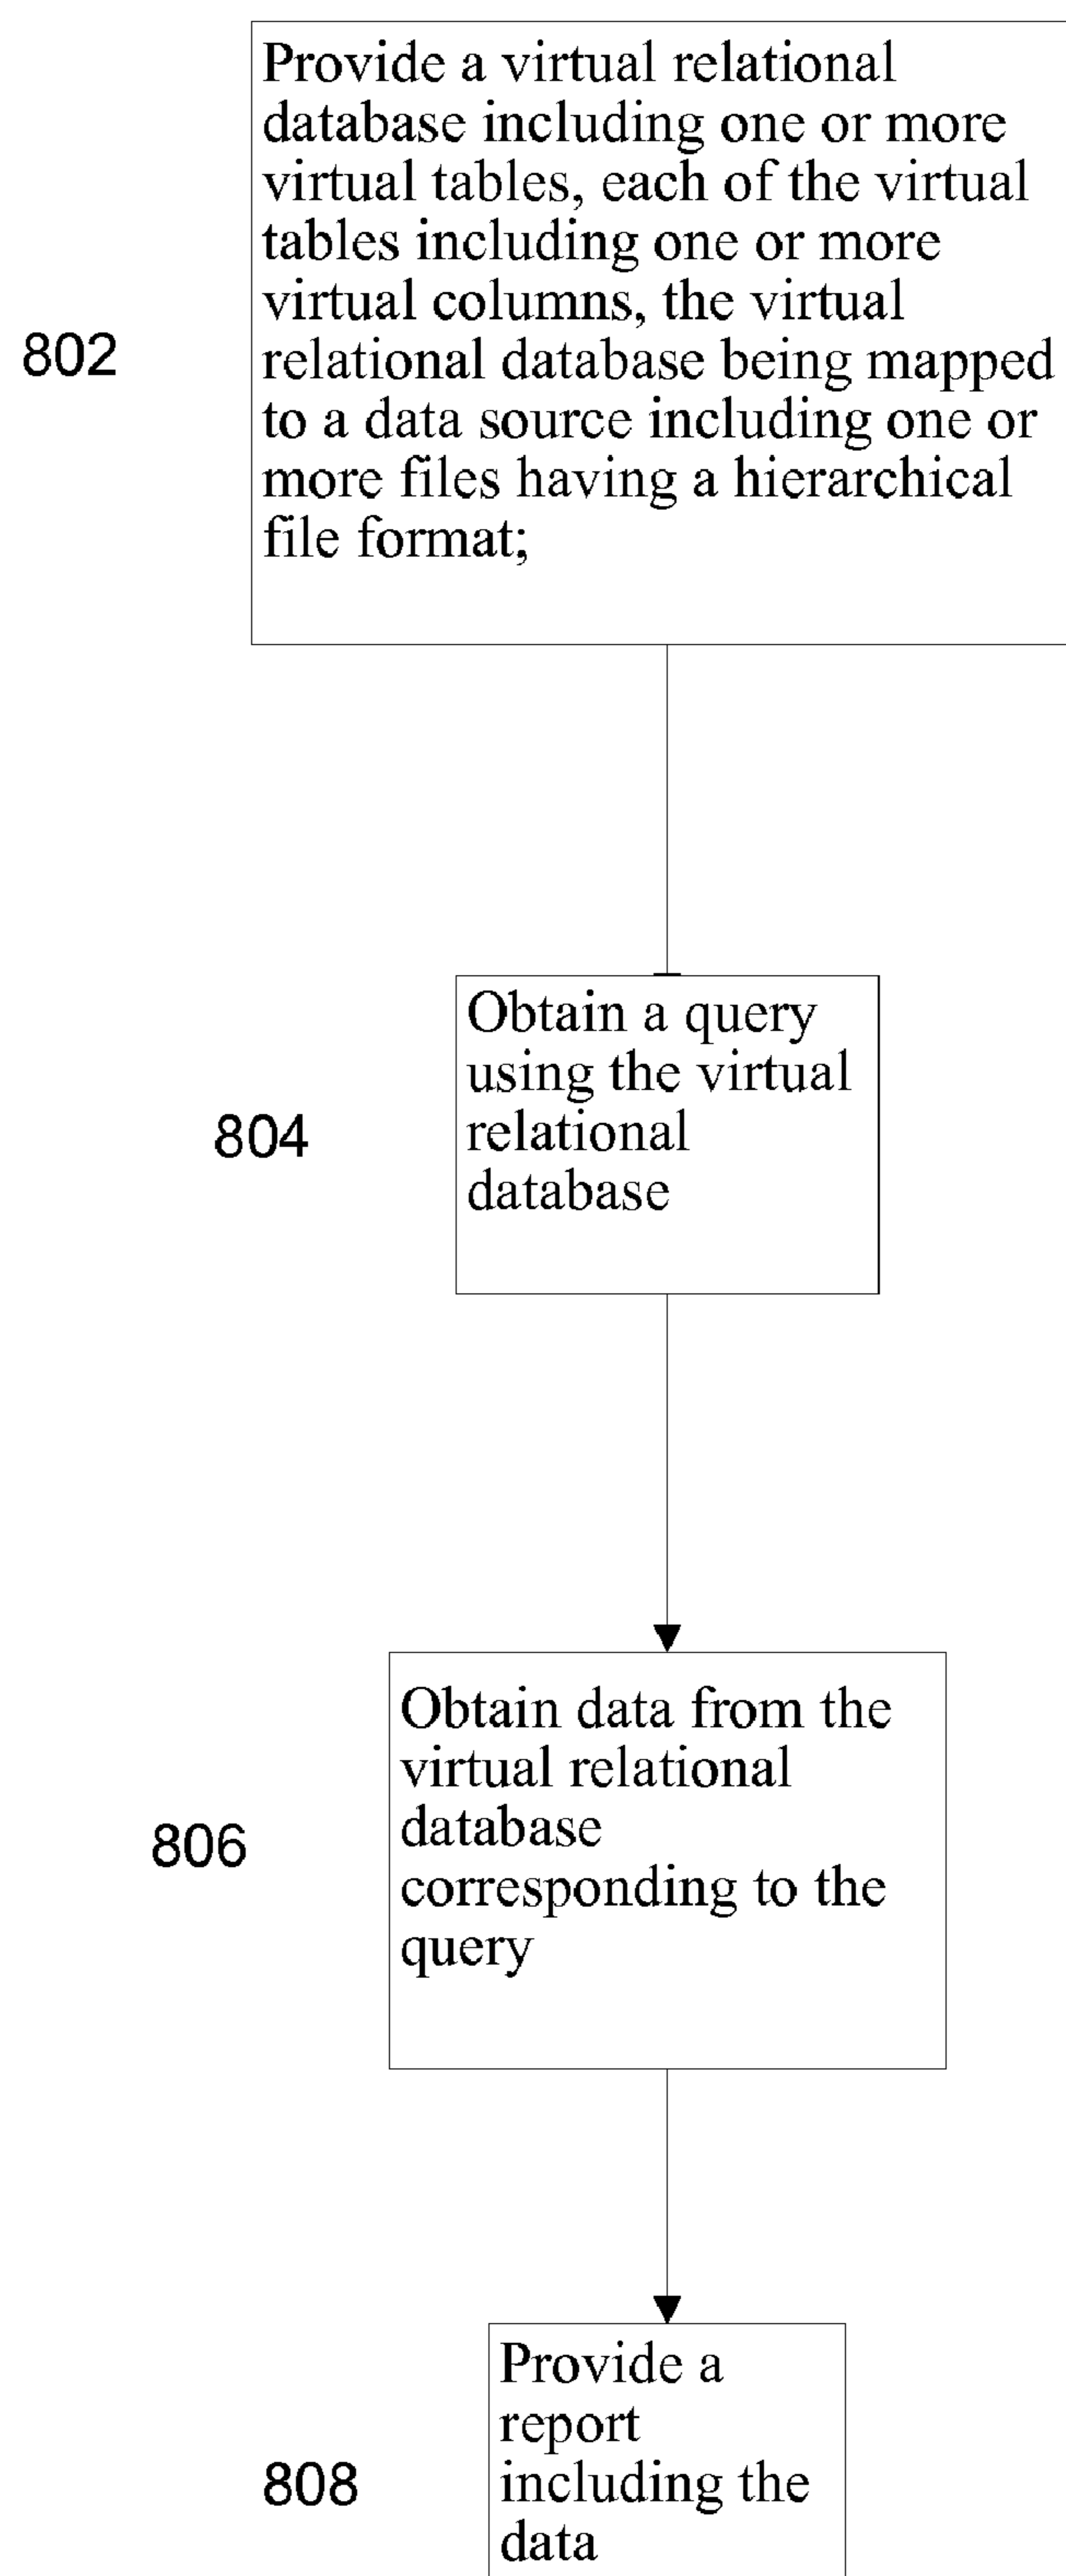 Provide a virtual relational
database including one or more
virtual tables, each of the virtual
tables including one or more
virtual columns, the virtual
802
relational database being mapped
to a data source including one or
more files having a hierarchical
file format;
Obtain a query
using the virtual
804
relational
database
Obtain data from the
virtual relational
806
database
corresponding to the
query
Provide a
report
808
including the
data